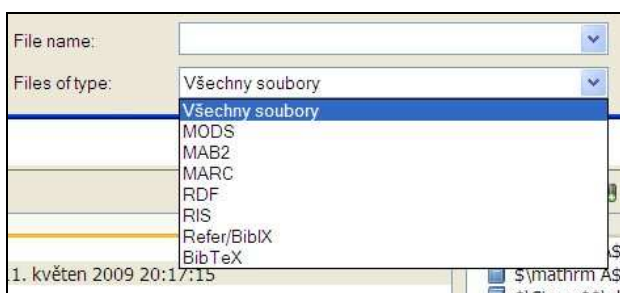 File name:
Files of type: Všechny soubory
Všechny soubory
MODS
MAB2
MARC
RDF
RIS
Refer/BibIX
BibTeX
1. květen 2009 20:17:15
$\mathrm A$